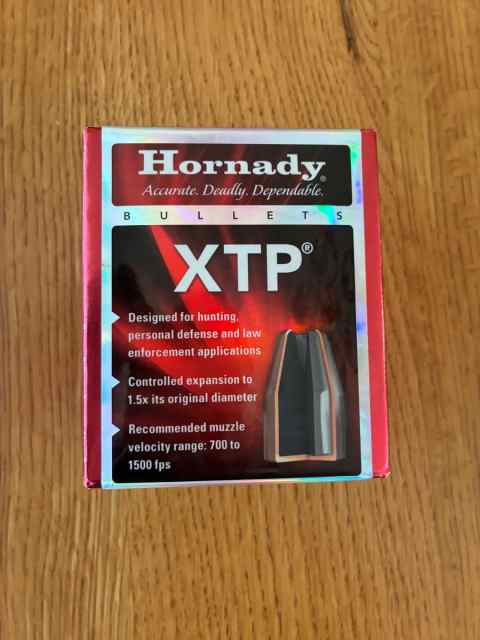 Hornady®
Accurate. Deadly. Dependable.
BULLETS
XTP®
Designed for hunting,
personal defense and law
enforcement applications
Controlled expansion to
1.5x its original diameter
Recommended muzzle
velocity range: 700 to
1500 fps